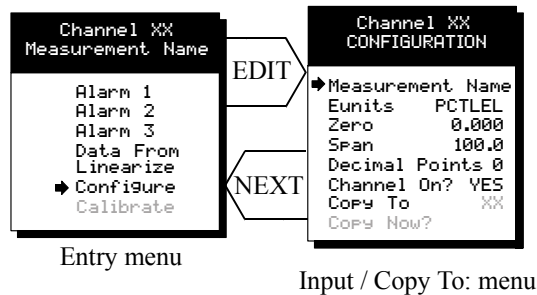 Channel XX
Measurement Name
Alarm 1
Alarm 2
Alarm 3
Data From
Linearize
Configure
Calibrate
Entry menu
EDIT
NEXT
Channel XX
CONFIGURATION
Measurement Name
Eunits PCTLEL
Zero 0.000
Span 100.0
Decimal Points 0
Channel On? YES
Copy To XX
Copy Now?
Input / Copy To: menu